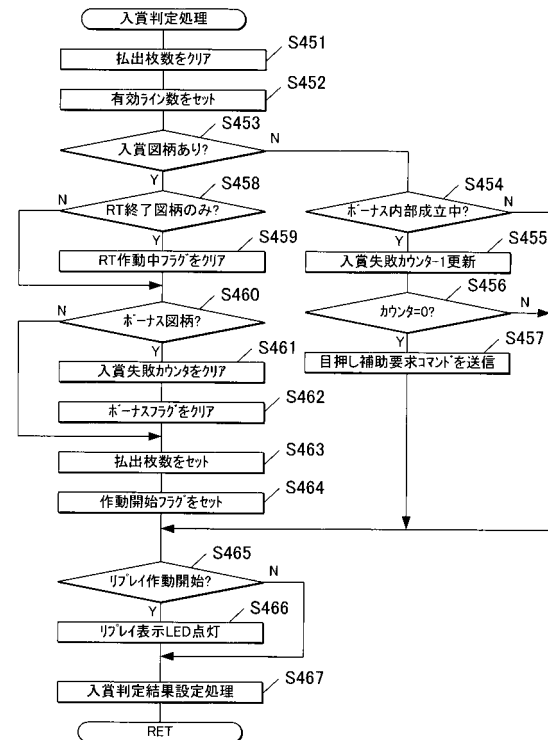 入賞判定処理
S451
払出枚数をクリア
S452
有効ライン数をセット
S453
入賞図柄あり?
N
Y
S458
RT終了図柄のみ?
N
Y
S459
RT作動中フラグをクリア
S460
ボーナス図柄?
N
Y
S461
入賞失敗カウンタをクリア
S462
ボーナスフラグをクリア
S463
払出枚数をセット
S464
作動開始フラグをセット
S454
ボーナス内部成立中?
N
Y
S455
入賞失敗カウンタ-1更新
S456
カウンタ=0?
N
Y
S457
目押し補助要求コマンドを送信
S465
リプレイ作動開始?
N
Y
S466
リプレイ表示LED点灯
S467
入賞判定結果設定処理
RET